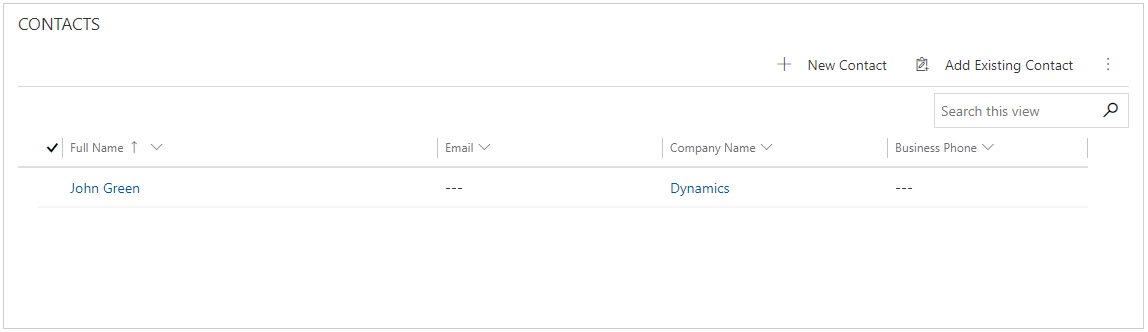 CONTACTS
New Contact Add Existing Contact
Search this view
Full Name Email Company Name Business Phone
John Green --- Dynamics ---